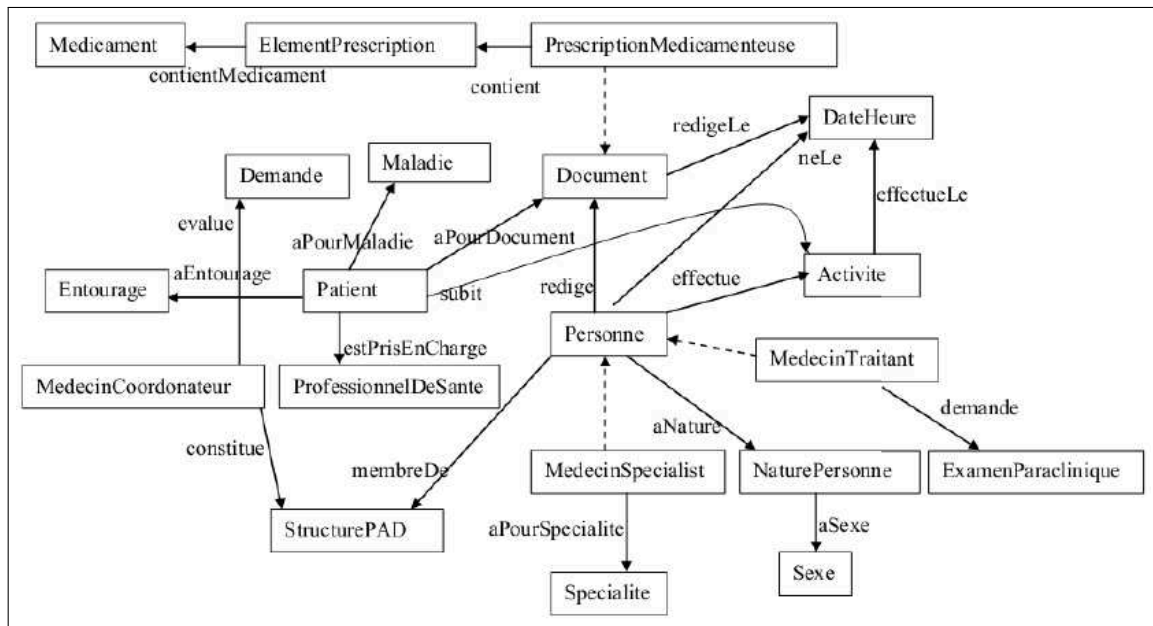 Medicament
ElementPrescription
PrescriptionMedicamenteuse
contientMedicament
contient
DateHeure
redigeLe
neLe
Demande
Maladie
Document
effectueLe
evalue
aPourMaladie
aPourDocument
Entourage
aEntourage
Patient
subit
redige
effectue
Activite
Personne
estPrisEnCharge
MedecinTraitant
MedecinCoordonateur
ProfessionnelDeSante
demande
constitue
aNature
membreDe
MedecinSpecialist
NaturePersonne
ExamenParaclinique
StructurePAD
aPourSpecialite
aSexe
Specialite
Sexe